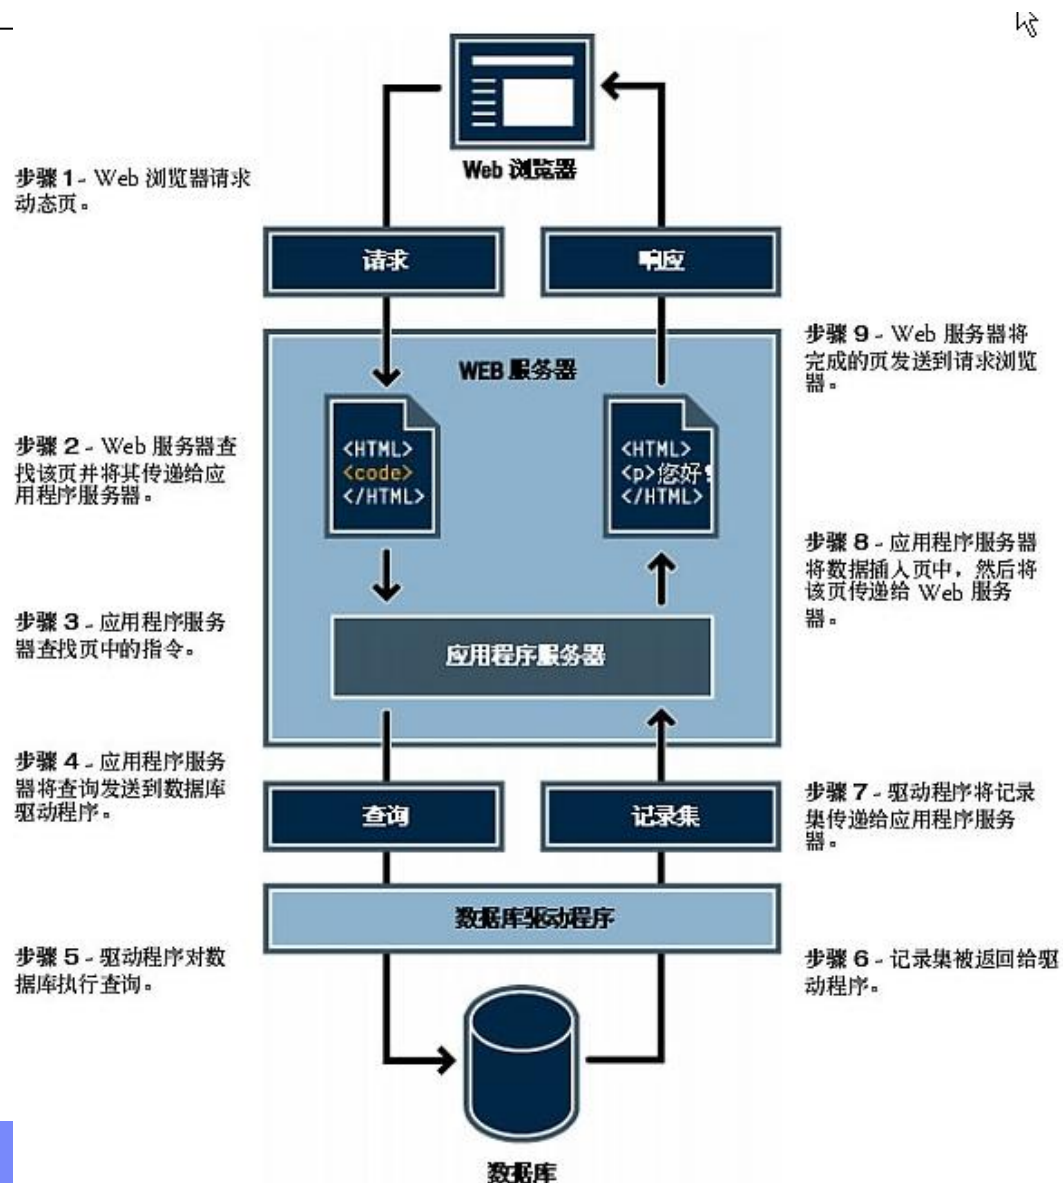 Web 浏览器
步骤 1 - Web 浏览器请求
动态页。
请求
响应
步骤 9 - Web 服务器将
完成的页发送到请求浏览
器。
WEB 服务器
步骤 2 - Web 服务器查
找该页并将其传递给应
用程序服务器。
<HTML>
<code>
</HTML>
<HTML>
<p>您好!
</HTML>
步骤 8 - 应用程序服务器
将数据插入页中，然后将
该页传递给 Web 服务
器。
步骤 3 - 应用程序服务
器查找页中的指令。
应用程序服务器
步骤 4 - 应用程序服务
器将查询发送到数据库
驱动程序。
查询
记录集
步骤 7 - 驱动程序将记录
集传递给应用程序服务
器。
数据库驱动程序
步骤 5 - 驱动程序对数
据库执行查询。
步骤 6 - 记录集被返回给驱
动程序。
数据库